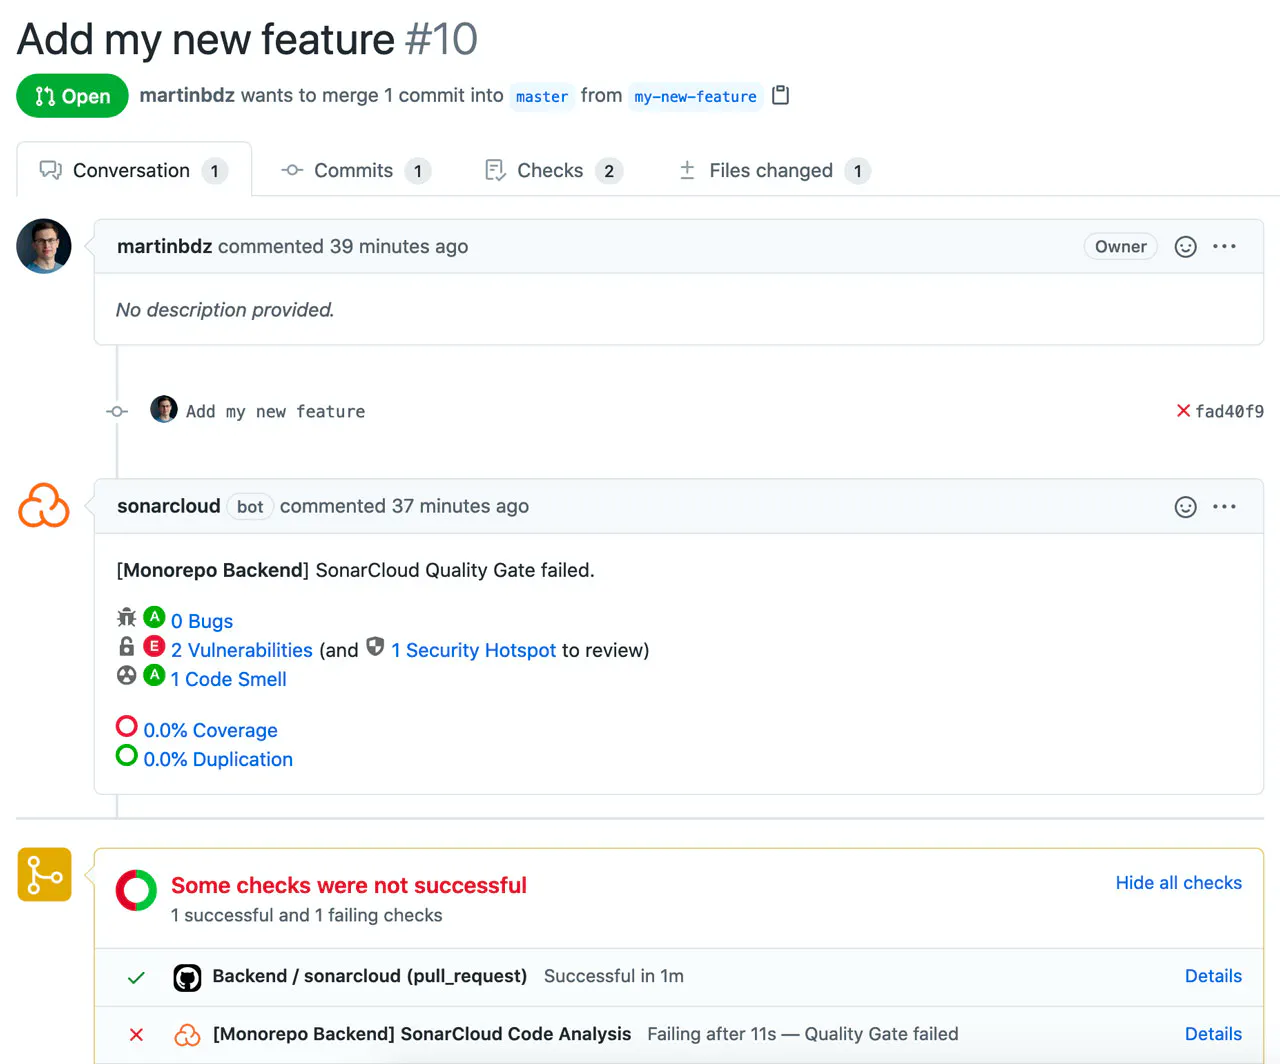 Add my new feature #10
Open martinbdz wants to merge 1 commit into master from my-new-feature
Conversation 1 Commits 1 Checks 2 Files changed 1
martinbdz commented 39 minutes ago Owner
No description provided.
Add my new feature fad40f9
sonarcloud bot commented 37 minutes ago
[Monorepo Backend] SonarCloud Quality Gate failed.
A 0 Bugs
E 2 Vulnerabilities (and 1 Security Hotspot to review)
A 1 Code Smell
0.0% Coverage
0.0% Duplication
Some checks were not successful Hide all checks
1 successful and 1 failing checks
Backend / sonarcloud (pull_request) Successful in 1m Details
[Monorepo Backend] SonarCloud Code Analysis Failing after 11s — Quality Gate failed Details